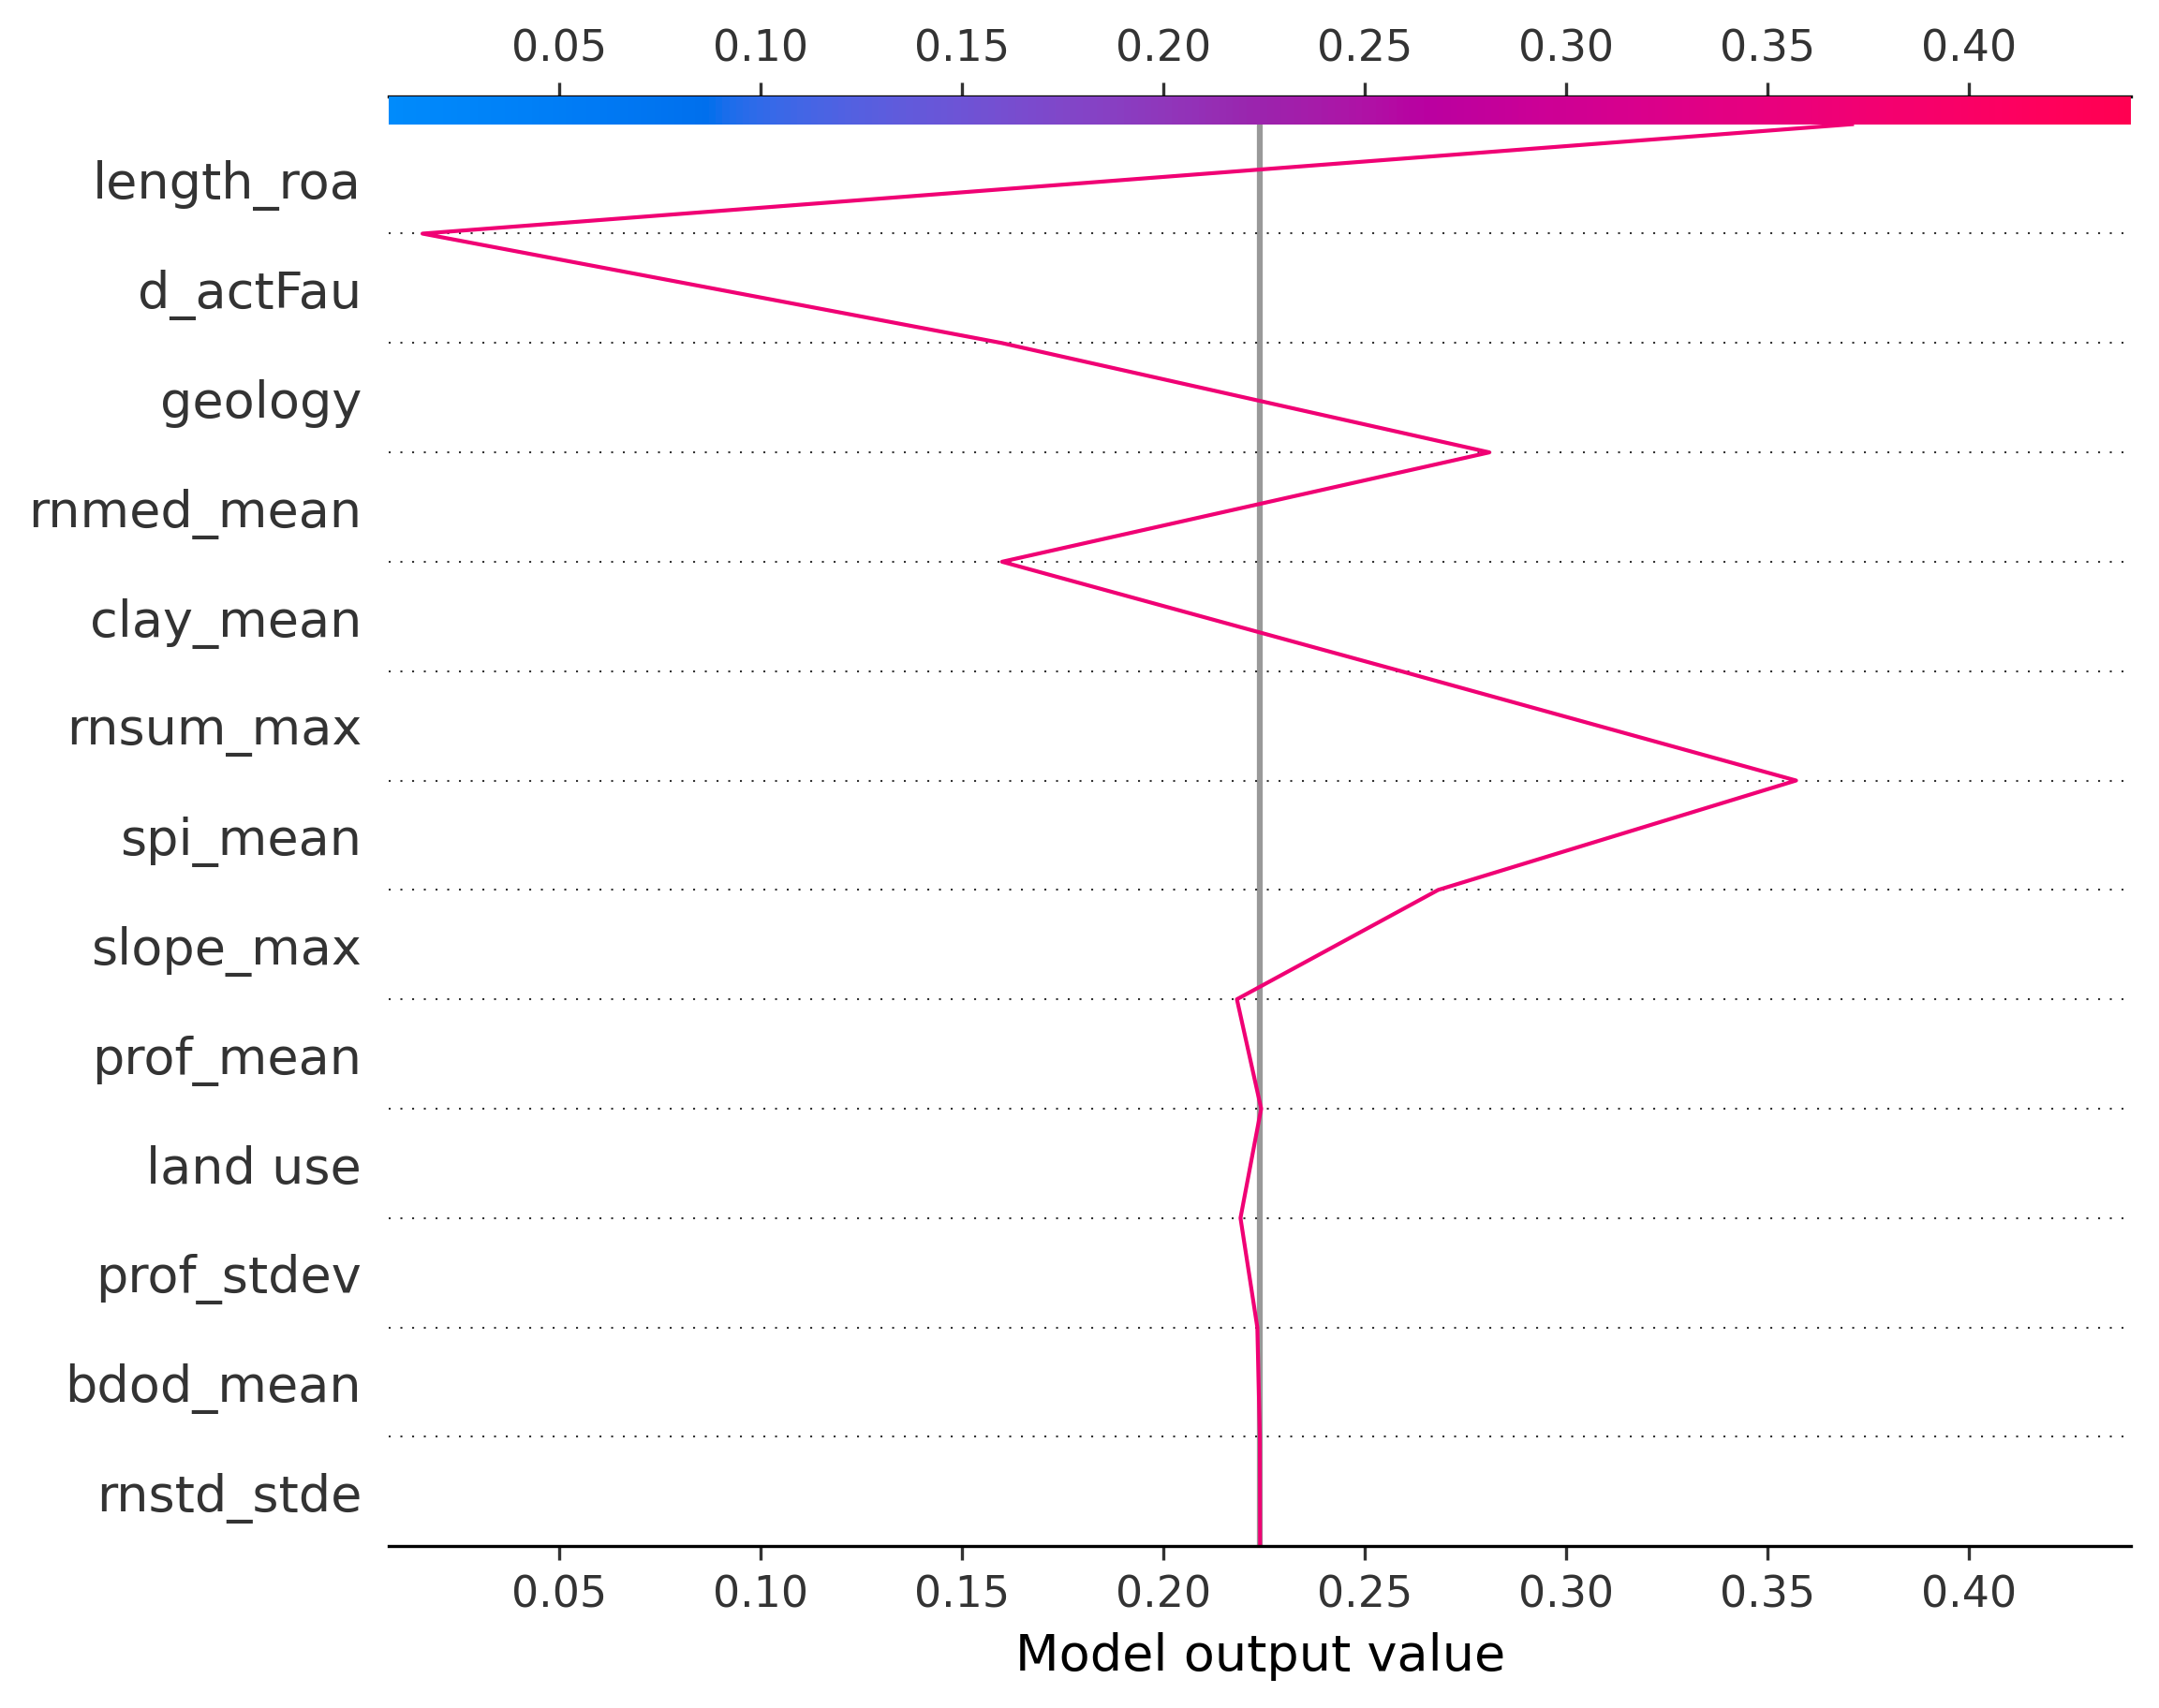 0.05 0.10 0.15 0.20 0.25 0.30 0.35 0.40
length_roa
d_actFau
geology
rnmed_mean
clay_mean
rnsum_max
spi_mean
slope_max
prof_mean
land use
prof_stdev
bdod_mean
rnstd_stde
0.05 0.10 0.15 0.20 0.25 0.30 0.35 0.40
Model output value